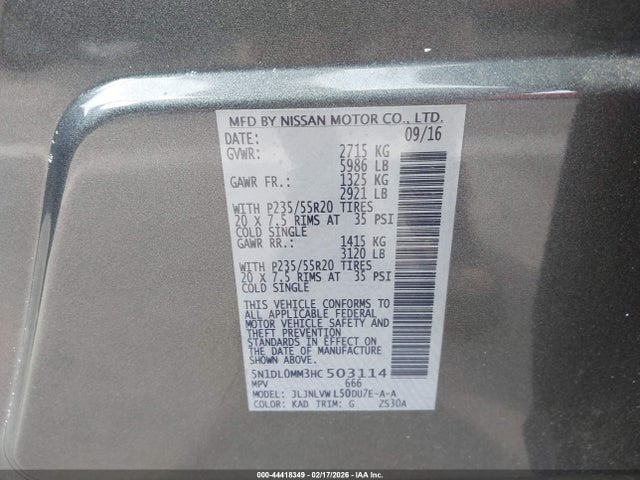 MFD BY NISSAN MOTOR CO., LTD.
DATE: 09/16
GVWR: 2715 KG
5986 LB
GAWR FR.: 1325 KG
2921 LB
WITH P235/55R20 TIRES
20 X 7.5 RIMS AT 35 PSI
COLD SINGLE
GAWR RR.: 1415 KG
3120 LB
WITH P235/55R20 TIRES
20 X 7.5 RIMS AT 35 PSI
COLD SINGLE
THIS VEHICLE CONFORMS TO
ALL APPLICABLE FEDERAL
MOTOR VEHICLE SAFETY AND
THEFT PREVENTION
STANDARDS IN EFFECT ON
THE DATE OF MANUFACTURE
SHOWN ABOVE.
5N1DL0MM3HC503114
MPV 666
MODEL: JLJNLVWL50DU7E-A-A
COLOR: KAD TRIM: G ZS30A
000-44418349 - 02/17/2026 - IAA Inc.